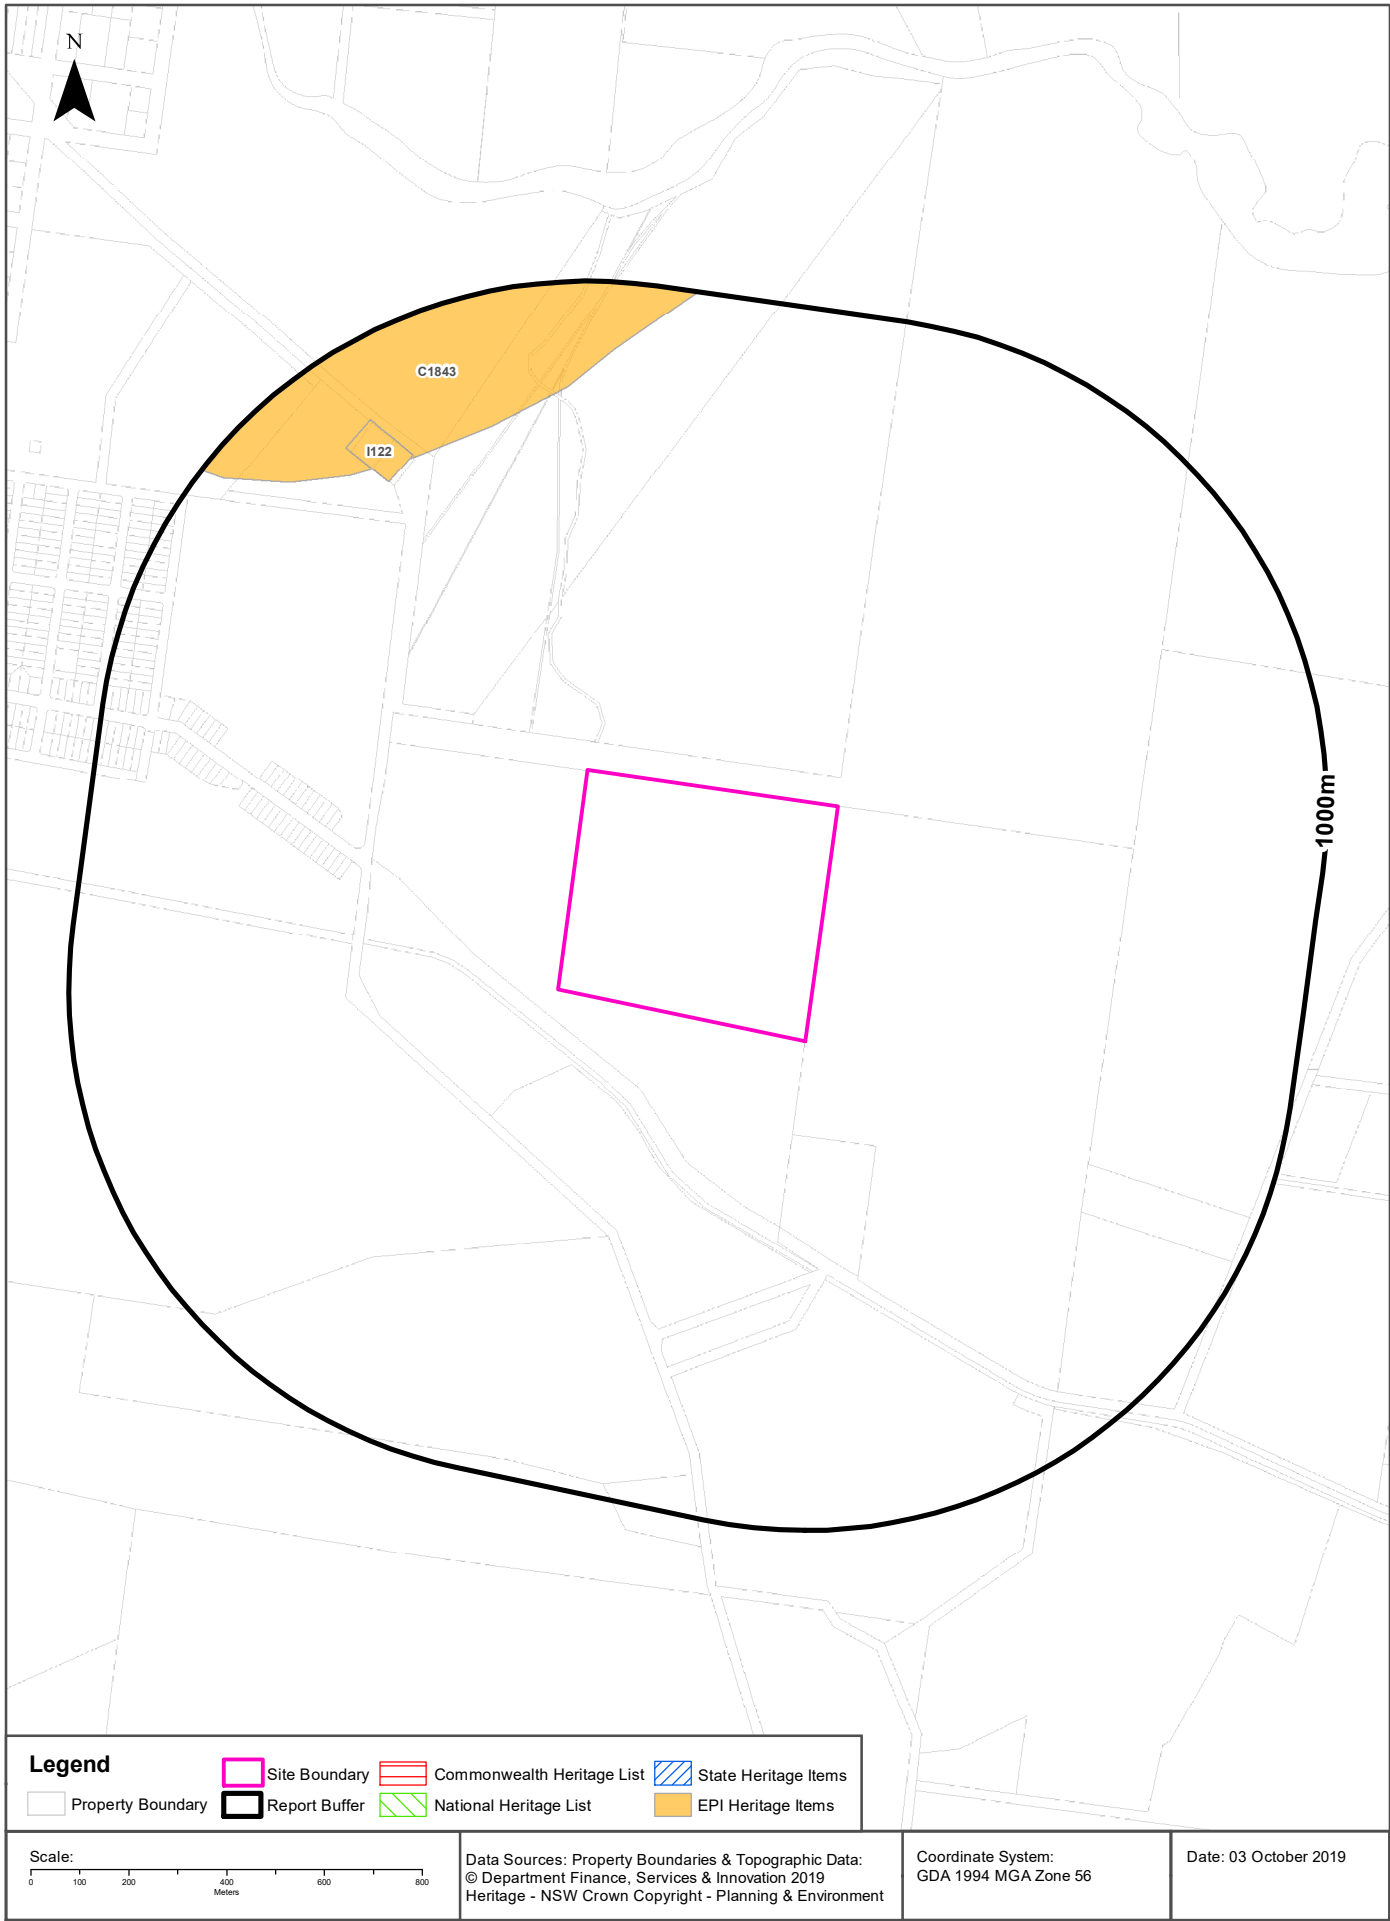 N
C1843
I122
1000m
Legend
Property Boundary
Site Boundary
Report Buffer
Commonwealth Heritage List
National Heritage List
State Heritage Items
EPI Heritage Items
Scale:
0 100 200 400 600 800
Meters
Data Sources: Property Boundaries & Topographic Data:
© Department Finance, Services & Innovation 2019
Heritage - NSW Crown Copyright - Planning & Environment
Coordinate System:
GDA 1994 MGA Zone 56
Date: 03 October 2019